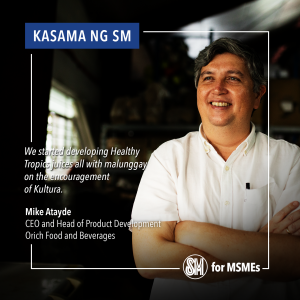 KASAMA NG SM
We started developing Healthy
Tropics juices all with malunggay
on the encouragement
of Kultura.
Mike Atayde
CEO and Head of Product Development
Orich Food and Beverages
SM for MSMEs